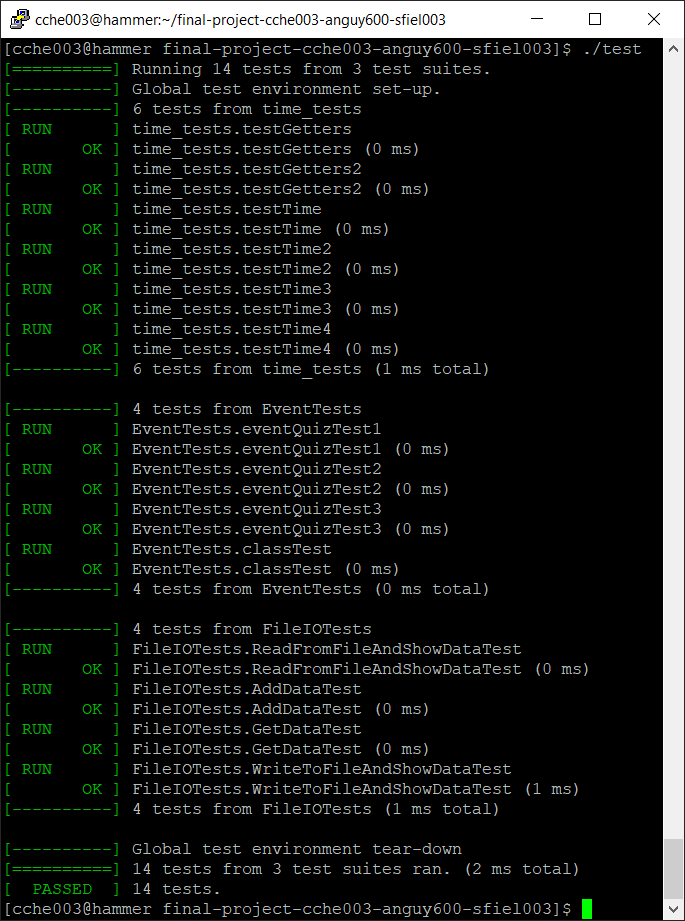 cche003@hammer:~/final-project-cche003-anguy600-sfiel003
[cche003@hammer final-project-cche003-anguy600-sfiel003]$ ./test
[==========] Running 14 tests from 3 test suites.
[----------] Global test environment set-up.
[----------] 6 tests from time_tests
[ RUN      ] time_tests.testGetters
[       OK ] time_tests.testGetters (0 ms)
[ RUN      ] time_tests.testGetters2
[       OK ] time_tests.testGetters2 (0 ms)
[ RUN      ] time_tests.testTime
[       OK ] time_tests.testTime (0 ms)
[ RUN      ] time_tests.testTime2
[       OK ] time_tests.testTime2 (0 ms)
[ RUN      ] time_tests.testTime3
[       OK ] time_tests.testTime3 (0 ms)
[ RUN      ] time_tests.testTime4
[       OK ] time_tests.testTime4 (0 ms)
[----------] 6 tests from time_tests (1 ms total)
[----------] 4 tests from EventTests
[ RUN      ] EventTests.eventQuizTest1
[       OK ] EventTests.eventQuizTest1 (0 ms)
[ RUN      ] EventTests.eventQuizTest2
[       OK ] EventTests.eventQuizTest2 (0 ms)
[ RUN      ] EventTests.eventQuizTest3
[       OK ] EventTests.eventQuizTest3 (0 ms)
[ RUN      ] EventTests.classTest
[       OK ] EventTests.classTest (0 ms)
[----------] 4 tests from EventTests (0 ms total)
[----------] 4 tests from FileIOTests
[ RUN      ] FileIOTests.ReadFromFileAndShowDataTest
[       OK ] FileIOTests.ReadFromFileAndShowDataTest (0 ms)
[ RUN      ] FileIOTests.AddDataTest
[       OK ] FileIOTests.AddDataTest (0 ms)
[ RUN      ] FileIOTests.GetDataTest
[       OK ] FileIOTests.GetDataTest (0 ms)
[ RUN      ] FileIOTests.WriteToFileAndShowDataTest
[       OK ] FileIOTests.WriteToFileAndShowDataTest (1 ms)
[----------] 4 tests from FileIOTests (1 ms total)
[----------] Global test environment tear-down
[==========] 14 tests from 3 test suites ran. (2 ms total)
[  PASSED  ] 14 tests.
[cche003@hammer final-project-cche003-anguy600-sfiel003]$